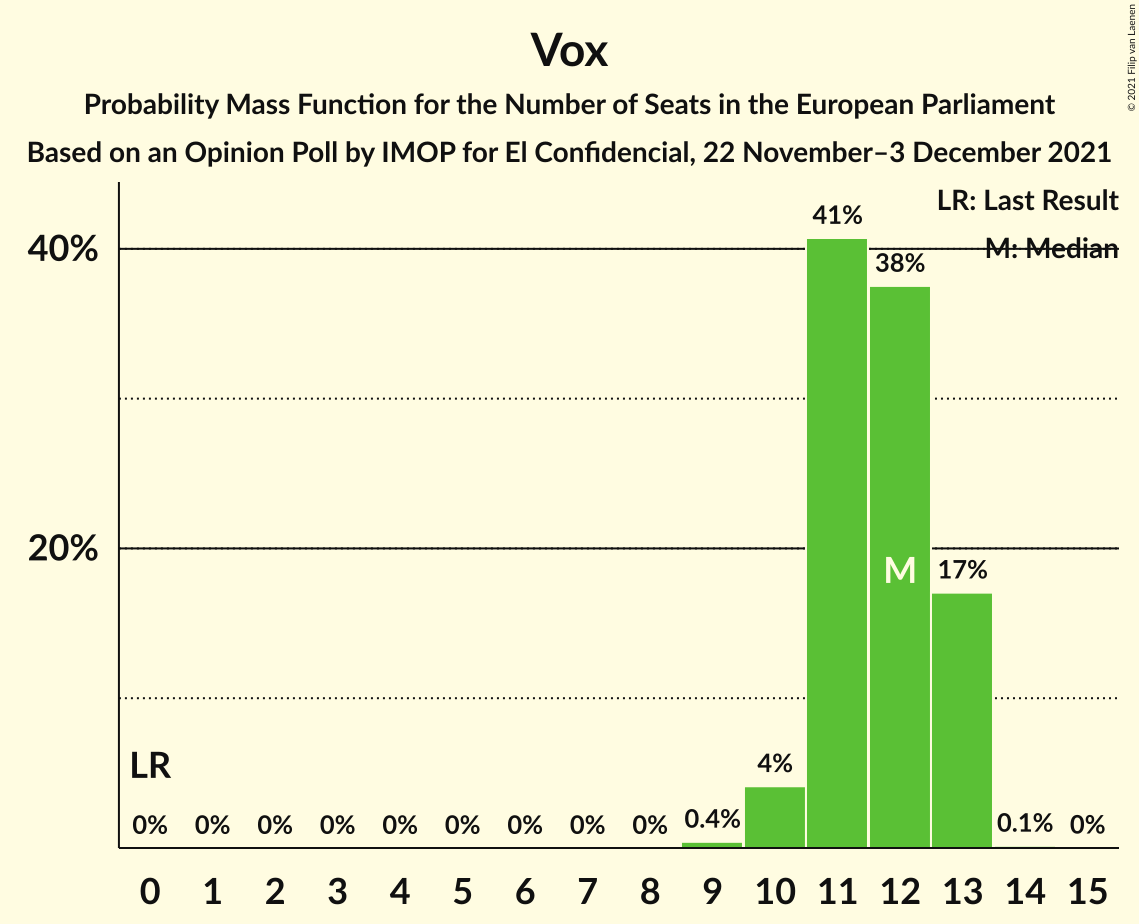 Vox
Probability Mass Function for the Number of Seats in the European Parliament
Based on an Opinion Poll by IMOP for El Confidencial, 22 November–3 December 2021
© 2021 Filip van Laenen
LR: Last Result
M: Median
40%
20%
41%
38%
M
17%
LR
4%
0% 0% 0% 0% 0% 0% 0% 0% 0% 0.4% 0.1% 0%
0 1 2 3 4 5 6 7 8 9 10 11 12 13 14 15